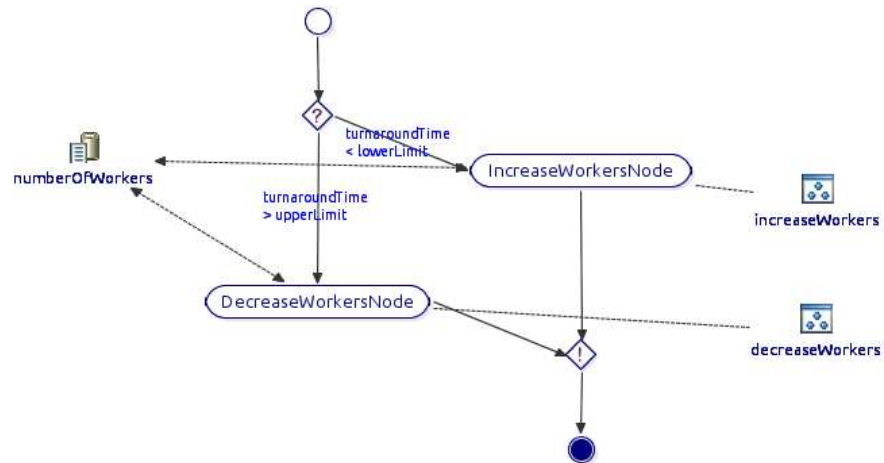 ?
turnaroundTime
< lowerLimit
numberOfWorkers
IncreaseWorkersNode
turnaroundTime
> upperLimit
increaseWorkers
DecreaseWorkersNode
decreaseWorkers
!